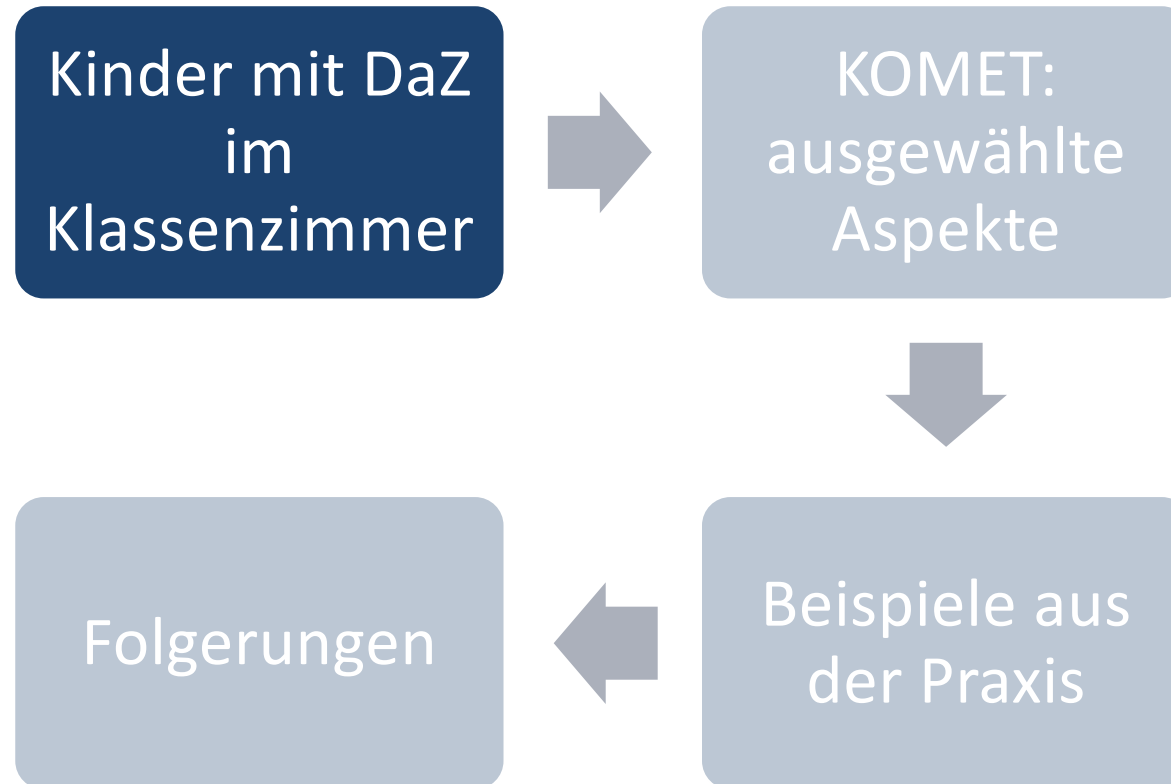 Kinder mit DaZ
im
Klassenzimmer
KOMET:
ausgewählte
Aspekte
Beispiele aus
der Praxis
Folgerungen